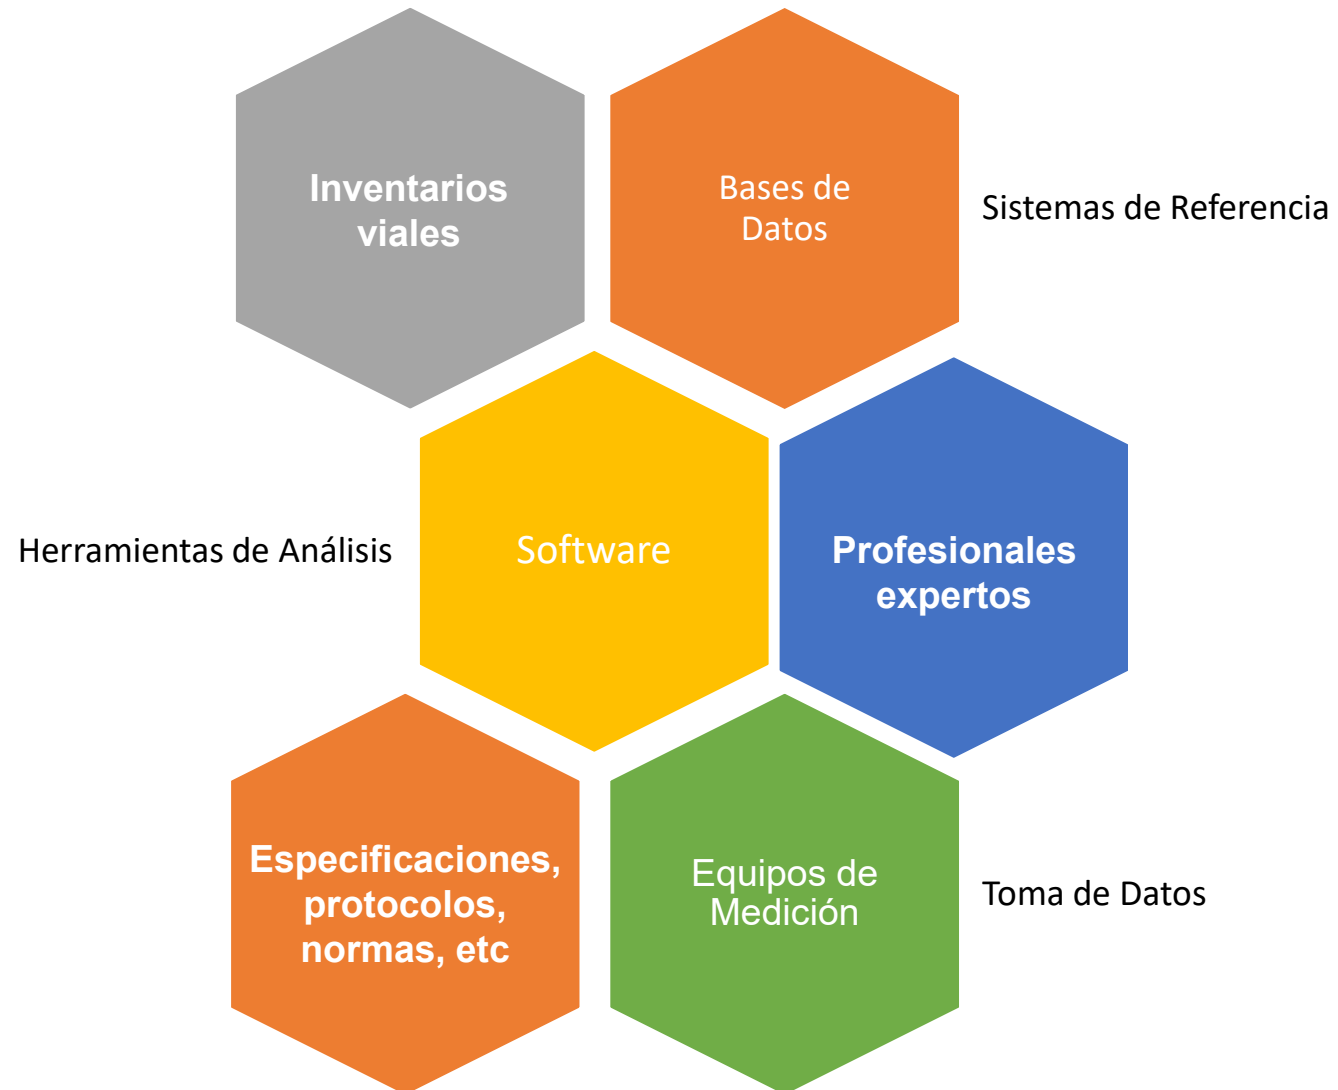 Inventarios
viales
Bases de
Datos
Sistemas de Referencia
Herramientas de Análisis
Software
Profesionales
expertos
Especificaciones,
protocolos,
normas, etc
Equipos de
Medición
Toma de Datos